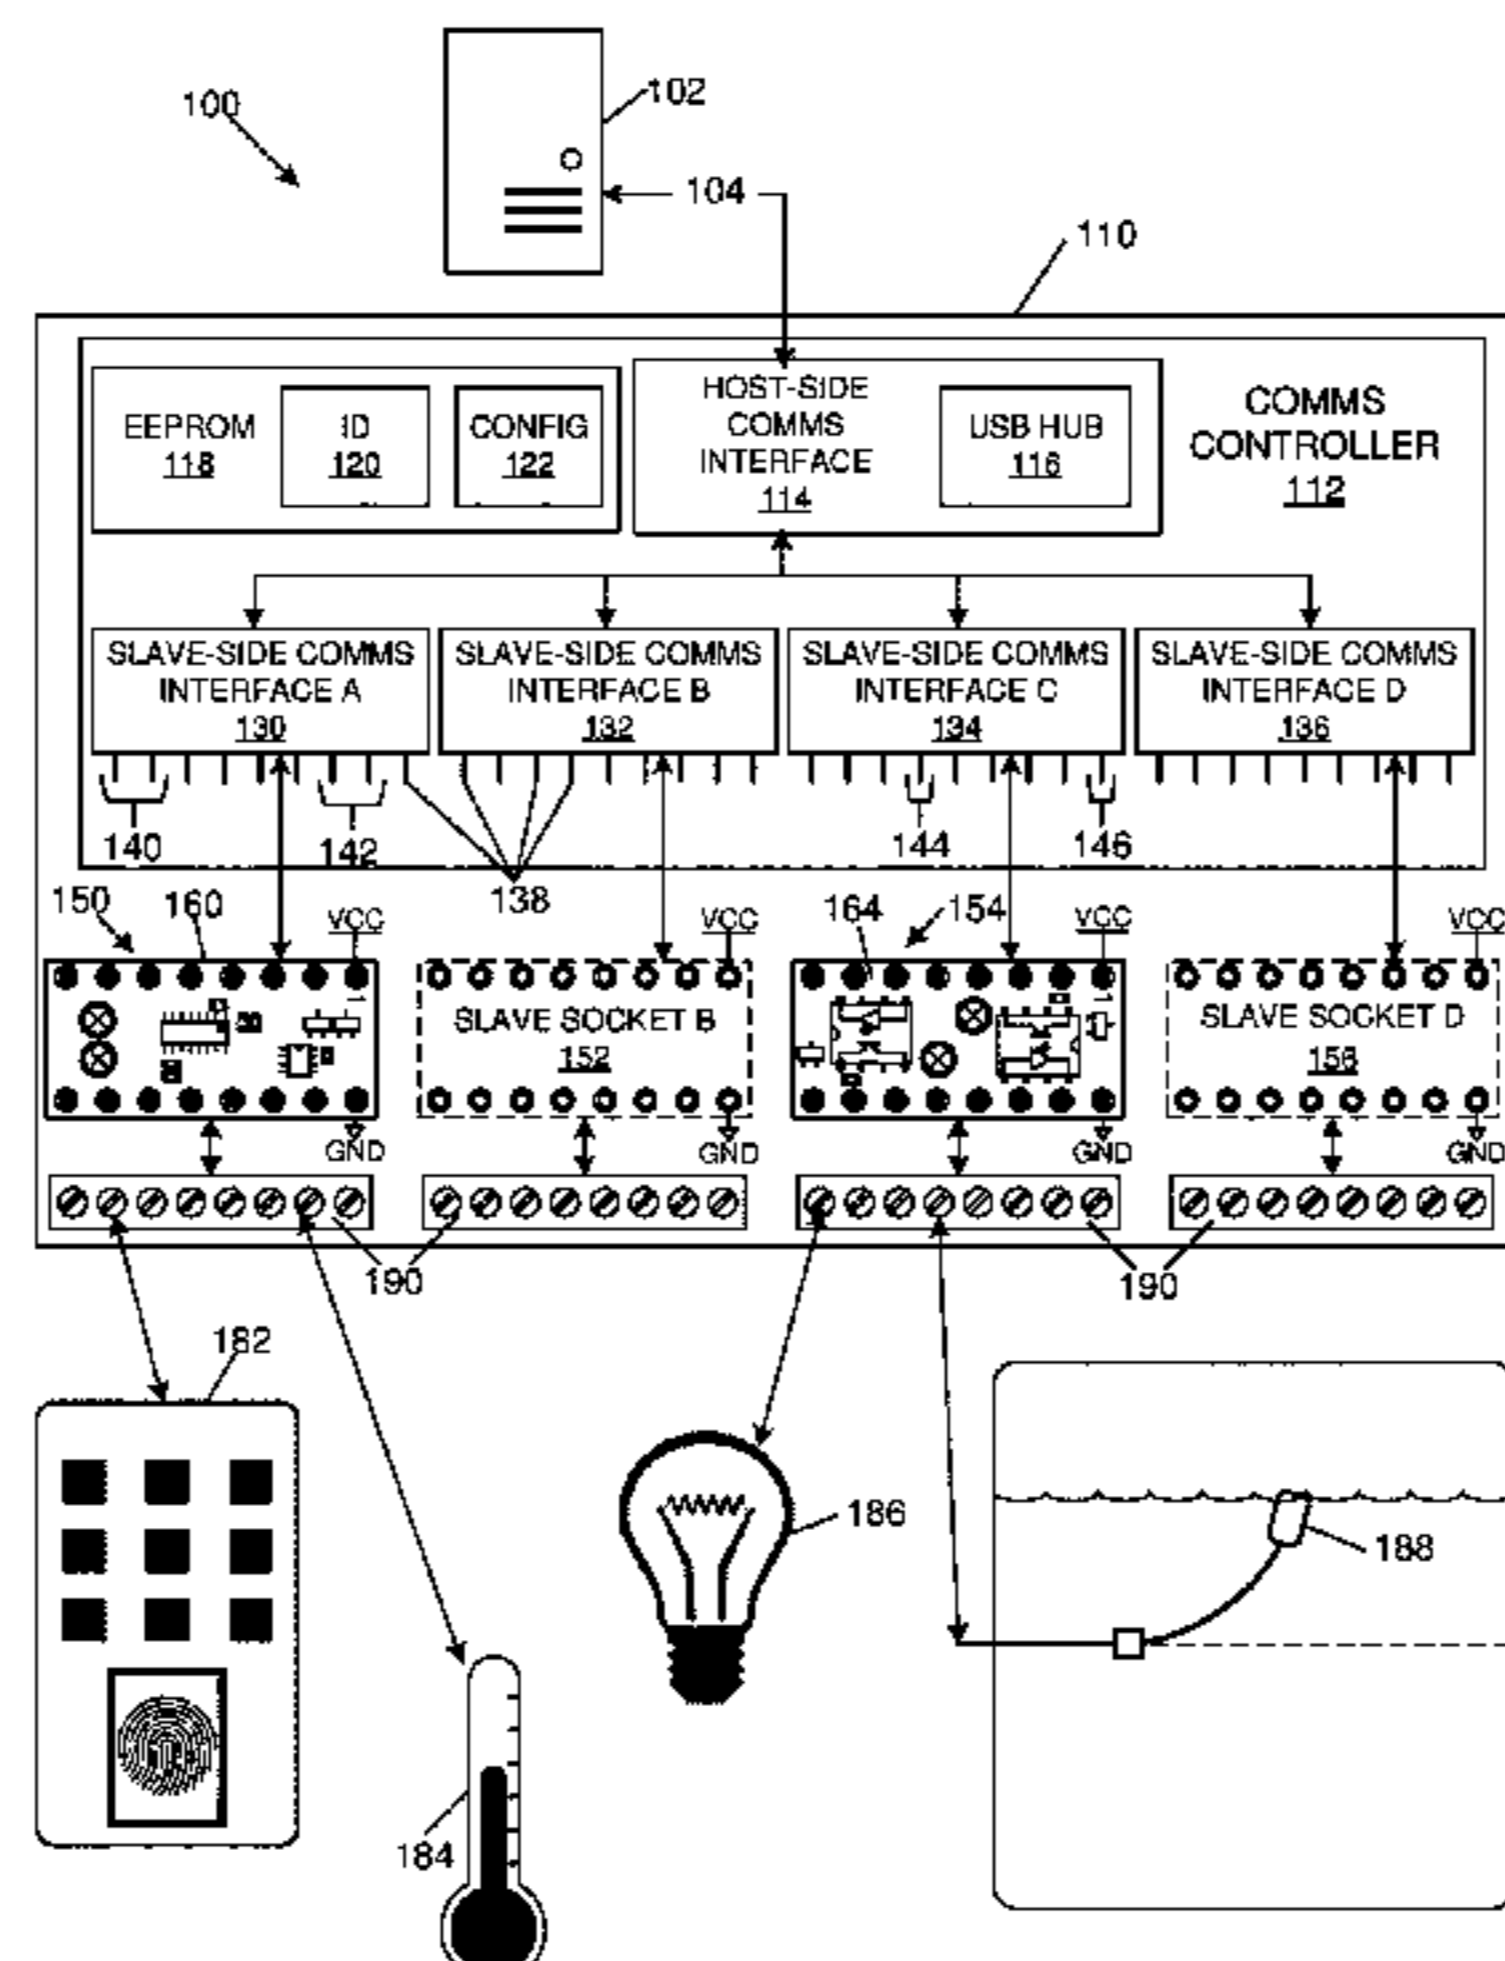 100
102
104
110
EEPROM
118
ID
120
CONFIG
122
HOST-SIDE
COMMS
INTERFACE
114
USB HUB
116
COMMS
CONTROLLER
112
SLAVE-SIDE COMMS
INTERFACE A
130
SLAVE-SIDE COMMS
INTERFACE B
132
SLAVE-SIDE COMMS
INTERFACE C
134
SLAVE-SIDE COMMS
INTERFACE D
136
140
142
138
144
146
150
160
VCC
VCC
164
154
VCC
VCC
SLAVE SOCKET B
152
SLAVE SOCKET D
156
GND
GND
GND
GND
190
190
182
186
188
184